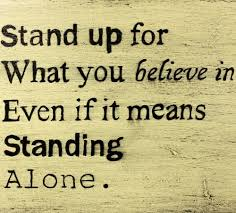 Stand up for
What you believe in
Even if it means
Standing
Alone.